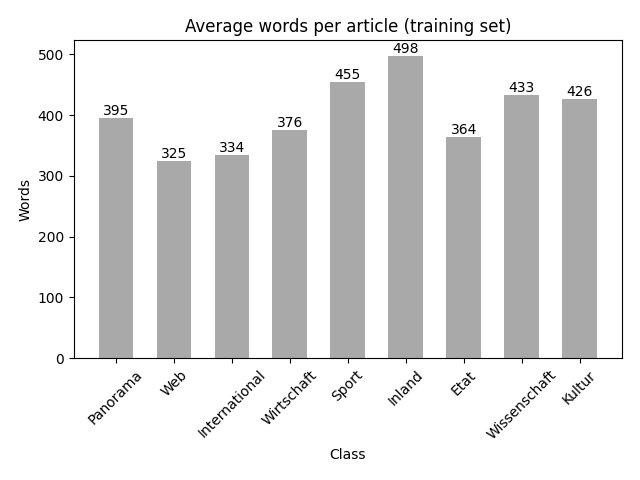 Average words per article (training set)
500
400
300
200
100
0
Words
395
325
334
376
455
498
364
433
426
Panorama
Web
International
Wirtschaft
Sport
Inland
Etat
Wissenschaft
Kultur
Class